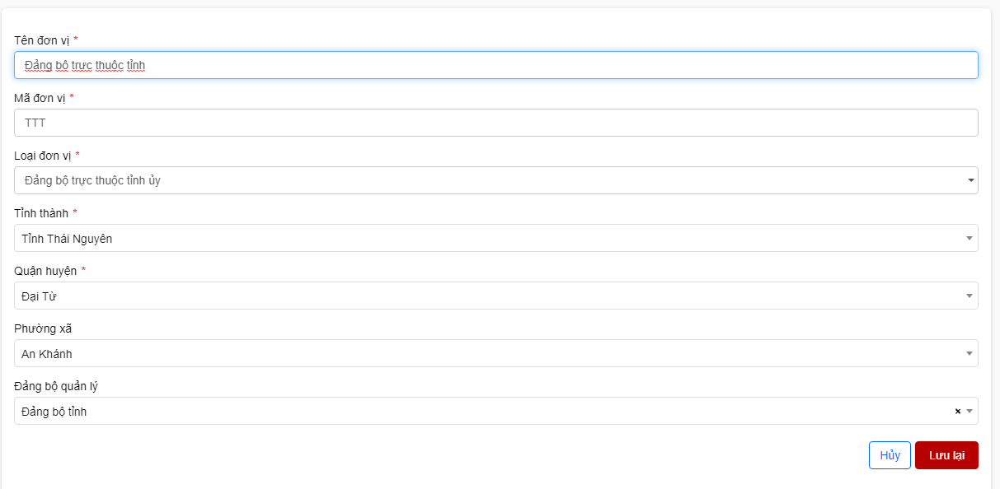 Tên đơn vị *
Đảng bộ trưc thuộc tỉnh
Mã đơn vị *
TTT
Loại đơn vị *
Đảng bộ trực thuộc tỉnh ủy
Tỉnh thành *
Tỉnh Thái Nguyên
Quận huyện *
Đại Từ
Phường xã
An Khánh
Đảng bộ quản lý
Đảng bộ tỉnh ×
Hủy Lưu lại